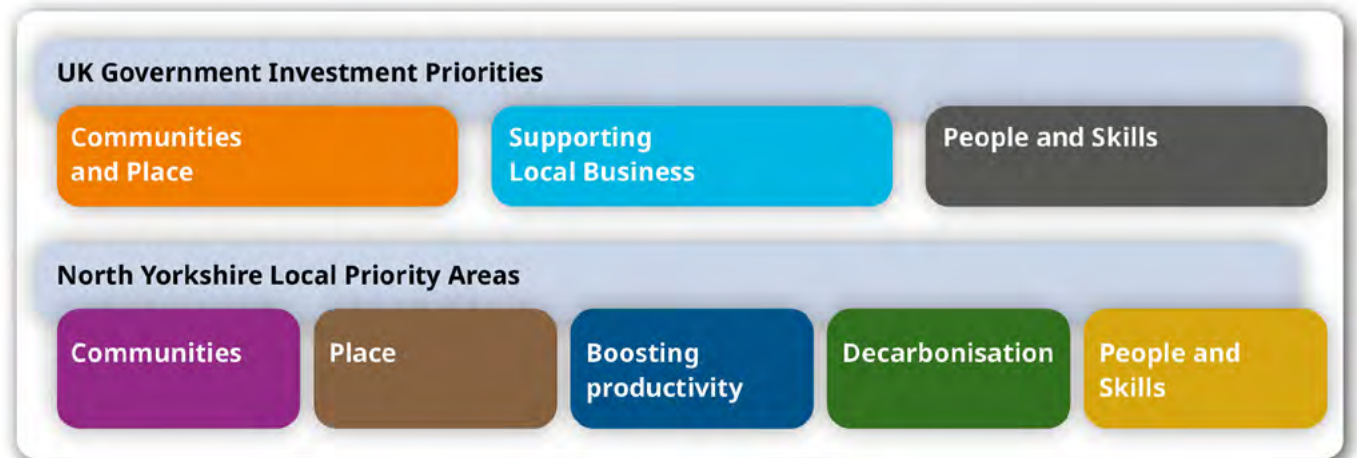 UK Government Investment Priorities
Communities
and Place
Supporting
Local Business
People and Skills
North Yorkshire Local Priority Areas
Communities
Place
Boosting
productivity
Decarbonisation
People and
Skills